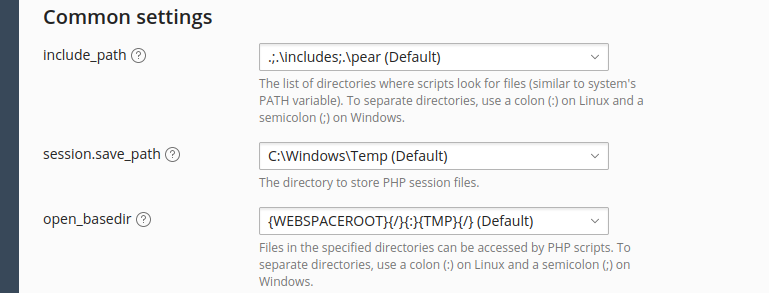 Common settings
include_path ?
.;.\includes;.\pear (Default)
The list of directories where scripts look for files (similar to system's
PATH variable). To separate directories, use a colon (:) on Linux and a
semicolon (;) on Windows.
session.save_path ?
C:\Windows\Temp (Default)
The directory to store PHP session files.
open_basedir ?
{WEBSPACEROOT}{/}{:}{TMP}{/} (Default)
Files in the specified directories can be accessed by PHP scripts. To
separate directories, use a colon (:) on Linux and a semicolon (;) on
Windows.